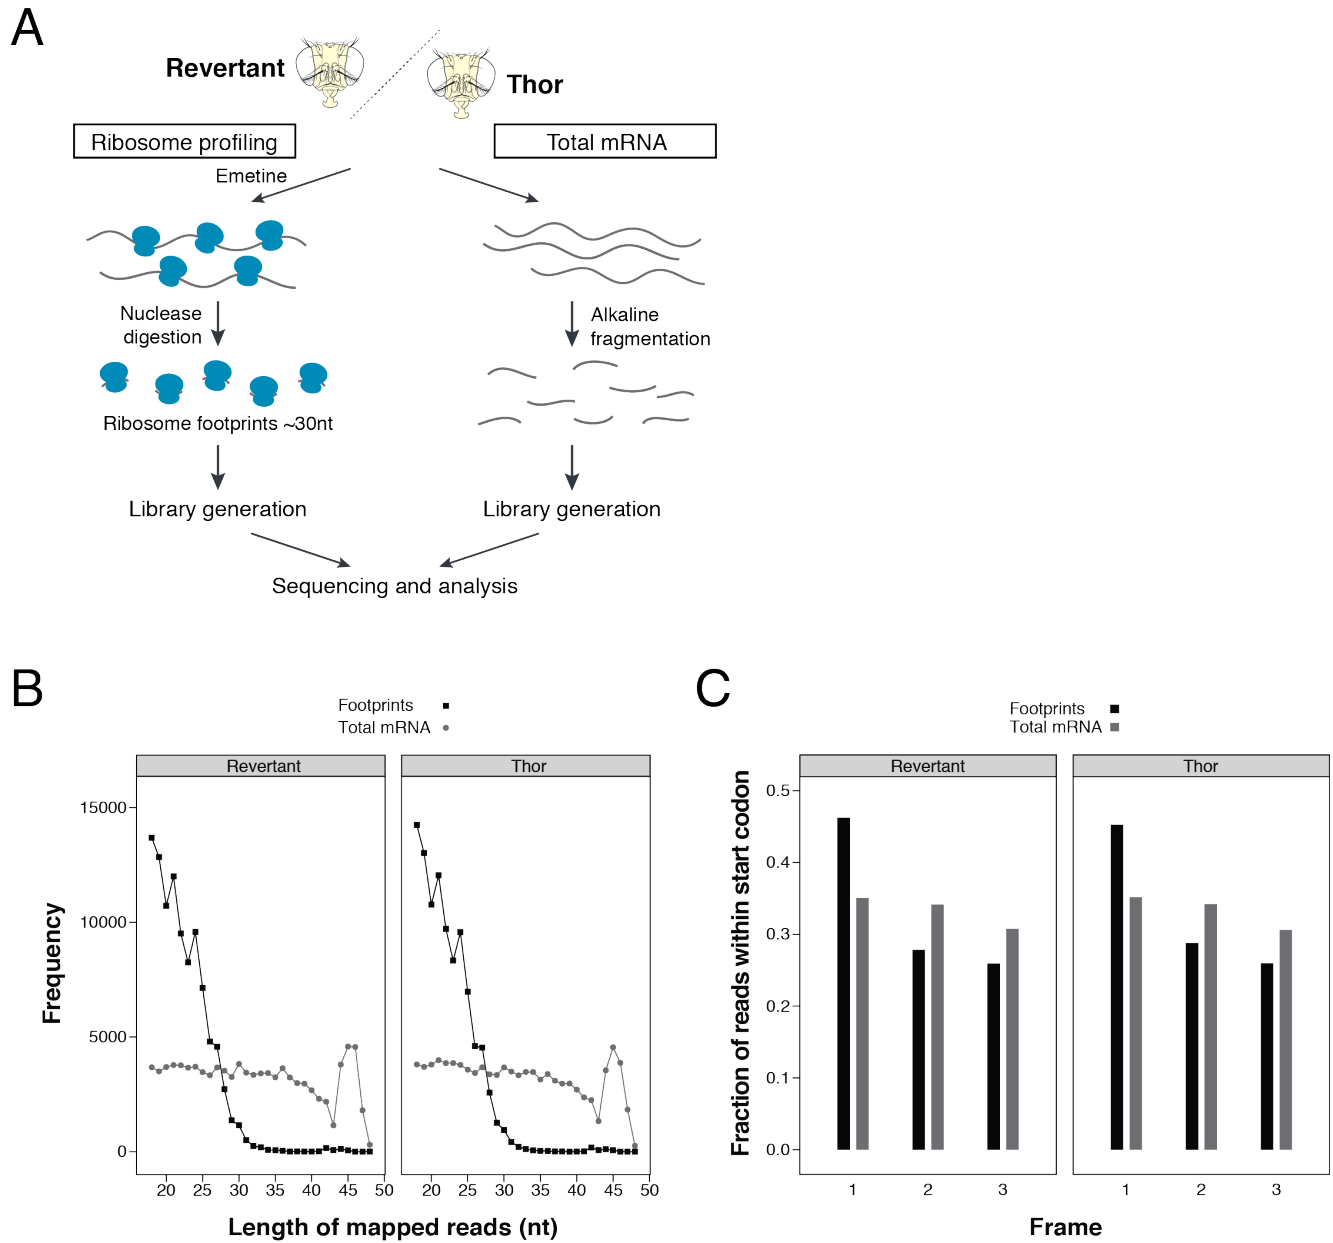 A
Revertant
Thor
Ribosome profiling
Total mRNA
Emetine
Nuclease
digestion
Alkaline
fragmentation
Ribosome footprints ~30nt
Library generation
Library generation
Sequencing and analysis
B
Footprints
Total mRNA
Revertant
Thor
15000
10000
5000
0
Frequency
20 25 30 35 40 45 50
20 25 30 35 40 45 50
Length of mapped reads (nt)
C
Footprints
Total mRNA
Revertant
Thor
0.5
0.4
0.3
0.2
0.1
0.0
Fraction of reads within start codon
1 2 3
1 2 3
Frame